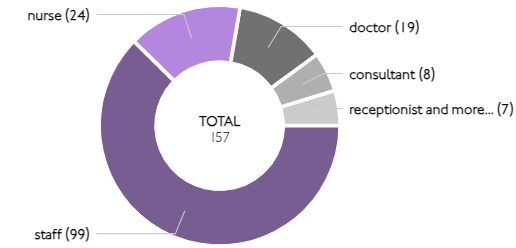 nurse (24)
doctor (19)
consultant (8)
receptionist and more... (7)
TOTAL
157
staff (99)